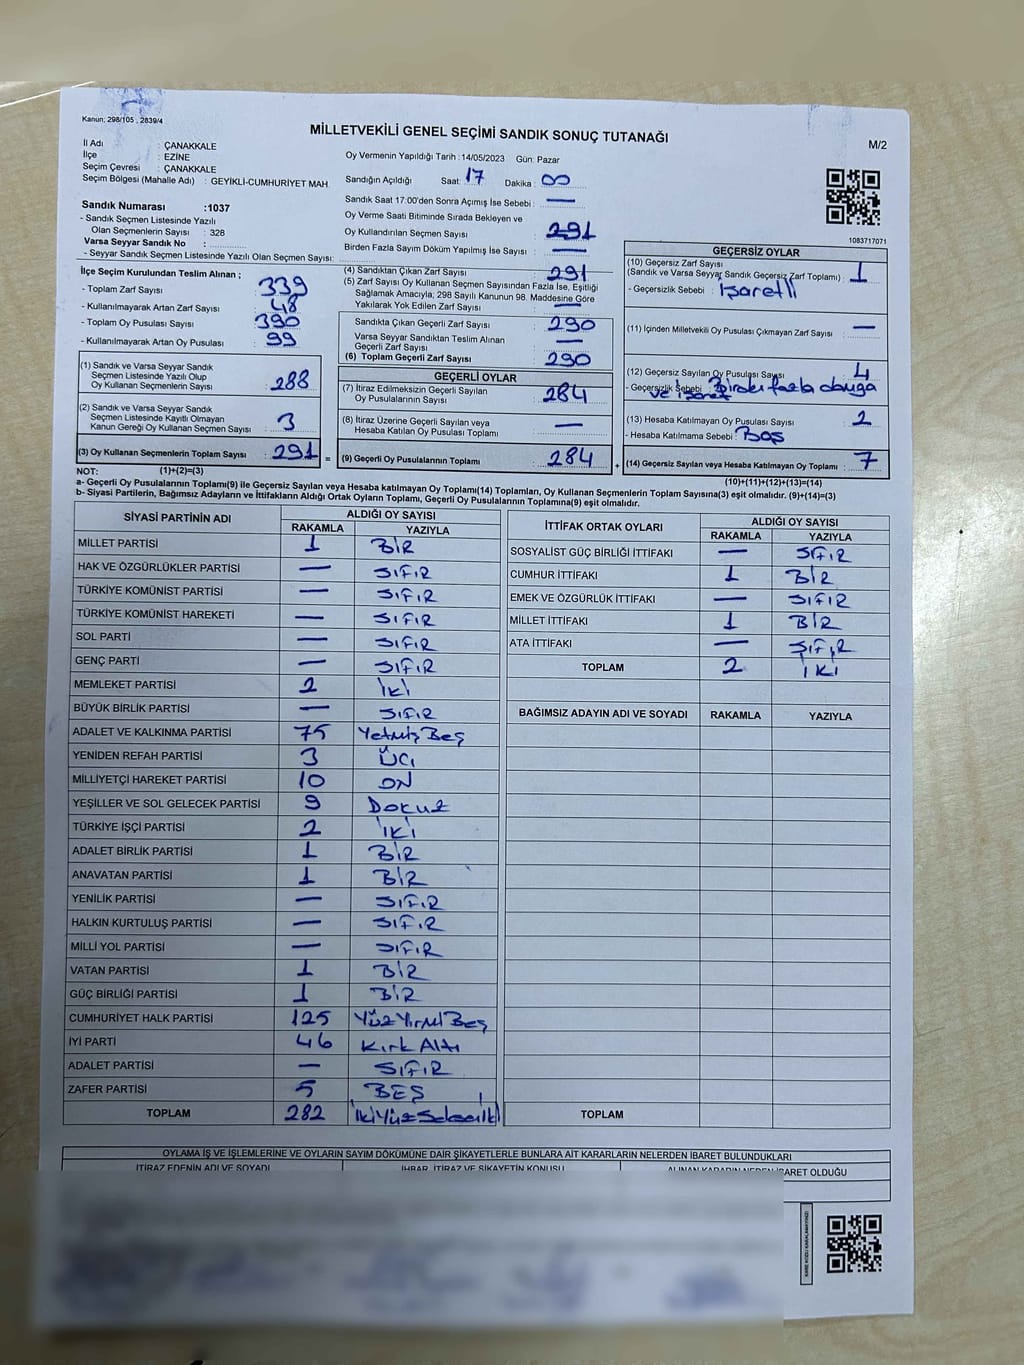 Kanun; 298/105 , 2839/4
MİLLETVEKİLİ GENEL SEÇİMİ SANDIK SONUÇ TUTANAĞI
M/2
İl Adı : ÇANAKKALE
İlçe : EZİNE
Seçim Çevresi : ÇANAKKALE
Seçim Bölgesi (Mahalle Adı) : GEYİKLİ-CUMHURİYET MAH.
Sandık Numarası :1037
- Sandık Seçmen Listesinde Yazılı
Olan Seçmenlerin Sayısı : 328
Varsa Seyyar Sandık No :
- Seyyar Sandık Seçmen Listesinde Yazılı Olan Seçmen Sayısı:
Oy Vermenin Yapıldığı Tarih : 14/05/2023 Gün: Pazar
Sandığın Açıldığı Saat: 17 Dakika : 00
Sandık Saat 17:00'den Sonra Açımış İse Sebebi : —
Oy Verme Saati Bitiminde Sırada Bekleyen ve
Oy Kullandırılan Seçmen Sayısı : 291
Birden Fazla Sayım Döküm Yapılmış İse Sayısı : —
1083717071
İlçe Seçim Kurulundan Teslim Alınan ;
- Toplam Zarf Sayısı : 339
- Kullanılmayarak Artan Zarf Sayısı : 48
- Toplam Oy Pusulası Sayısı : 390
- Kullanılmayarak Artan Oy Pusulası : 99
(1) Sandık ve Varsa Seyyar Sandık
Seçmen Listesinde Yazılı Olup
Oy Kullanan Seçmenlerin Sayısı : 288
(2) Sandık ve Varsa Seyyar Sandık
Seçmen Listesinde Kayıtlı Olmayan
Kanun Gereği Oy Kullanan Seçmen Sayısı : 3
(3) Oy Kullanan Seçmenlerin Toplam Sayısı : 291 =
(4) Sandıktan Çıkan Zarf Sayısı : 291
(5) Zarf Sayısı Oy Kullanan Seçmen Sayısından Fazla İse, Eşitliği
Sağlamak Amacıyla, 298 Sayılı Kanunun 98. Maddesine Göre
Yakılarak Yok Edilen Zarf Sayısı : —
Sandıkta Çıkan Geçerli Zarf Sayısı : 290
Varsa Seyyar Sandıktan Teslim Alınan
Geçerli Zarf Sayısı : —
(6) Toplam Geçerli Zarf Sayısı : 290
GEÇERLİ OYLAR
(7) İtiraz Edilmeksizin Geçerli Sayılan
Oy Pusulalarının Sayısı : 284
(8) İtiraz Üzerine Geçerli Sayılan veya
Hesaba Katılan Oy Pusulası Toplamı : —
(9) Geçerli Oy Pusulalarının Toplamı : 284 +
GEÇERSİZ OYLAR
(10) Geçersiz Zarf Sayısı
(Sandık ve Varsa Seyyar Sandık Geçersiz Zarf Toplamı) : 1
- Geçersizlik Sebebi : işaretli
(11) İçinden Milletvekili Oy Pusulası Çıkmayan Zarf Sayısı : —
(12) Geçersiz Sayılan Oy Pusulası Sayısı : 4
- Geçersizlik Sebebi : Birden fazla
ve işaret
(13) Hesaba Katılmayan Oy Pusulası Sayısı : 2
- Hesaba Katılmama Sebebi : Boş
(14) Geçersiz Sayılan veya Hesaba Katılmayan Oy Toplamı : 7
NOT: (1)+(2)=(3)
(10)+(11)+(12)+(13)=(14)
a- Geçerli Oy Pusulalarının Toplamı(9) ile Geçersiz Sayılan veya Hesaba Katılmayan Oy Toplamı(14) Toplamları, Oy Kullanan Seçmenlerin Toplam Sayısına(3) eşit olmalıdır. (9)+(14)=(3)
b- Siyasi Partilerin, Bağımsız Adayların ve İttifakların Aldığı Ortak Oyların Toplamı, Geçerli Oy Pusulalarının Toplamına(9) eşit olmalıdır.
SİYASİ PARTİNİN ADI ALDIĞI OY SAYISI
RAKAMLA YAZIYLA
MİLLET PARTİSİ 1 BİR
HAK VE ÖZGÜRLÜKLER PARTİSİ — SIFIR
TÜRKİYE KOMÜNİST PARTİSİ — SIFIR
TÜRKİYE KOMÜNİST HAREKETİ — SIFIR
SOL PARTİ — SIFIR
GENÇ PARTİ — SIFIR
MEMLEKET PARTİSİ 2 İki
BÜYÜK BİRLİK PARTİSİ — SIFIR
ADALET VE KALKINMA PARTİSİ 75 Yetmiş Beş
YENİDEN REFAH PARTİSİ 3 ÜÇ
MİLLİYETÇİ HAREKET PARTİSİ 10 ON
YEŞİLLER VE SOL GELECEK PARTİSİ 9 Dokuz
TÜRKİYE İŞÇİ PARTİSİ 2 İki
ADALET BİRLİK PARTİSİ 1 BİR
ANAVATAN PARTİSİ 1 BİR
YENİLİK PARTİSİ — SIFIR
HALKIN KURTULUŞ PARTİSİ — SIFIR
MİLLİ YOL PARTİSİ — SIFIR
VATAN PARTİSİ 1 BİR
GÜÇ BİRLİĞİ PARTİSİ 1 BİR
CUMHURİYET HALK PARTİSİ 125 Yüz Yirmi Beş
İYİ PARTİ 46 Kırk Altı
ADALET PARTİSİ — SIFIR
ZAFER PARTİSİ 5 BEŞ
TOPLAM 282 İkiYüz
İTTİFAK ORTAK OYLARI ALDIĞI OY SAYISI
RAKAMLA YAZIYLA
SOSYALİST GÜÇ BİRLİĞİ İTTİFAKI — SIFIR
CUMHUR İTTİFAKI 1 BİR
EMEK VE ÖZGÜRLÜK İTTİFAKI — SIFIR
MİLLET İTTİFAKI 1 BİR
ATA İTTİFAKI — SIFIR
TOPLAM 2 İKİ
BAĞIMSIZ ADAYIN ADI VE SOYADI RAKAMLA YAZIYLA
TOPLAM
OYLAMA İŞ VE İŞLEMLERİNE VE OYLARIN SAYIM DÖKÜMÜNE DAİR ŞİKAYETLERLE BUNLARA AİT KARARLARIN NELERDEN İBARET BULUNDUKLARI
İTİRAZ EDENİN ADI VE SOYADI İHBAR, İTİRAZ VE ŞİKAYETİN KONUSU ALINAN KARARIN NEDEN İBARET OLDUĞU